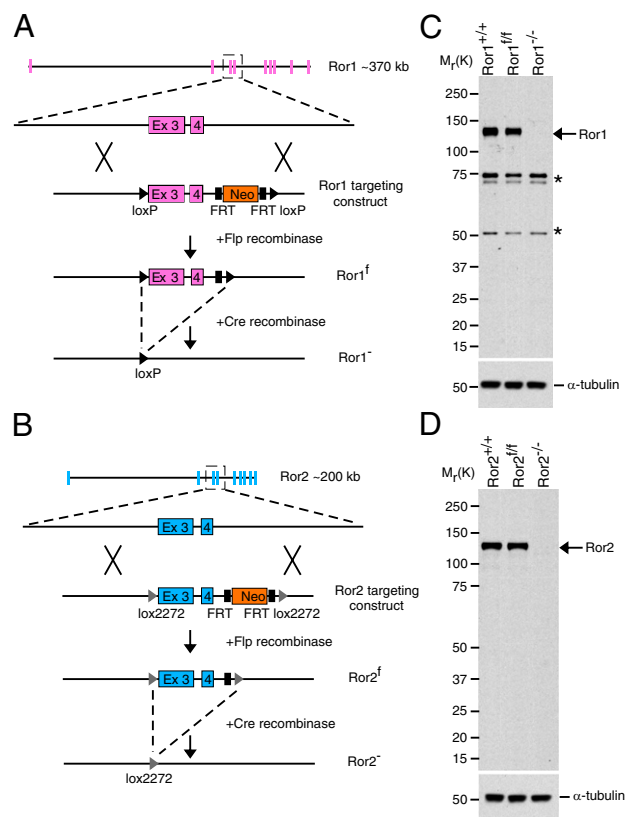 A
Ror1 ~370 kb
Ex 3 4
Ex 3 4 Neo
Ror1 targeting
construct
loxP FRT FRT loxP
+Flp recombinase
Ex 3 4
Ror1f
+Cre recombinase
Ror1-
loxP
B
Ror2 ~200 kb
Ex 3 4
Ex 3 4 Neo
Ror2 targeting
construct
lox2272 FRT FRT lox2272
+Flp recombinase
Ex 3 4
Ror2f
+Cre recombinase
Ror2-
lox2272
C
Mr(K)
Ror1+/+
Ror1f/f
Ror1-/-
250
150
Ror1
100
75
*
50
*
37
25
20
15
50
α-tubulin
D
Mr(K)
Ror2+/+
Ror2f/f
Ror2-/-
250
150
Ror2
100
75
50
37
25
20
15
50
α-tubulin